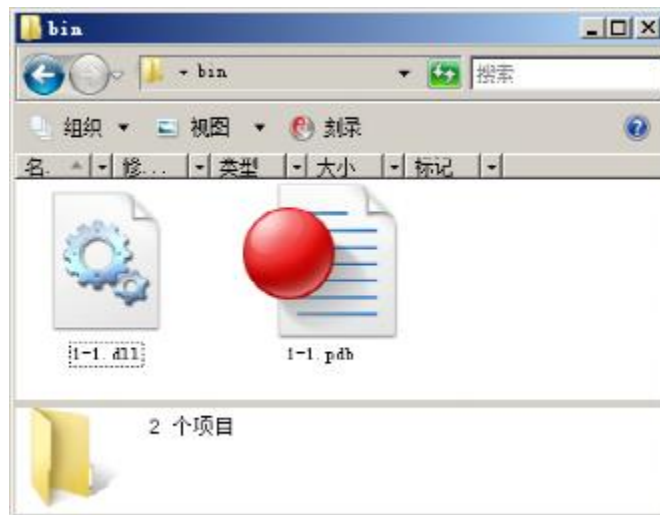 bin
bin
搜索
组织 视图 刻录
名. 修... 类型 大小 标记
1-1.dll
1-1.pdb
2 个项目